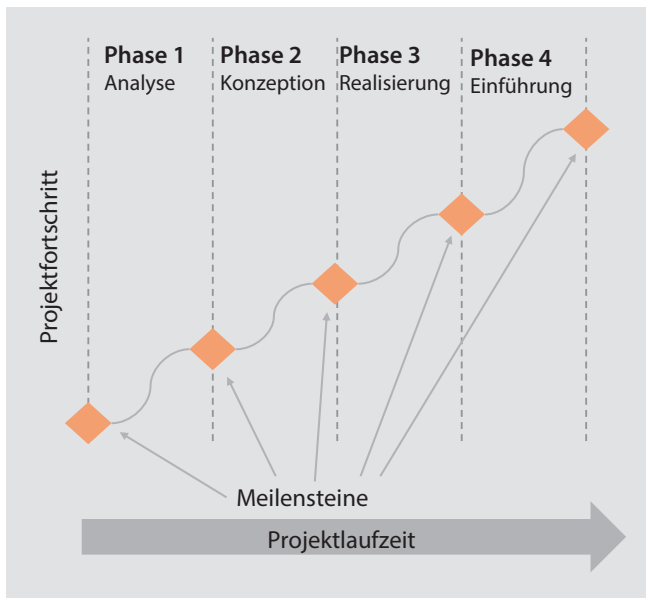 Phase 1
Analyse
Phase 2
Konzeption
Phase 3
Realisierung
Phase 4
Einführung
Projektfortschritt
Meilensteine
Projektlaufzeit